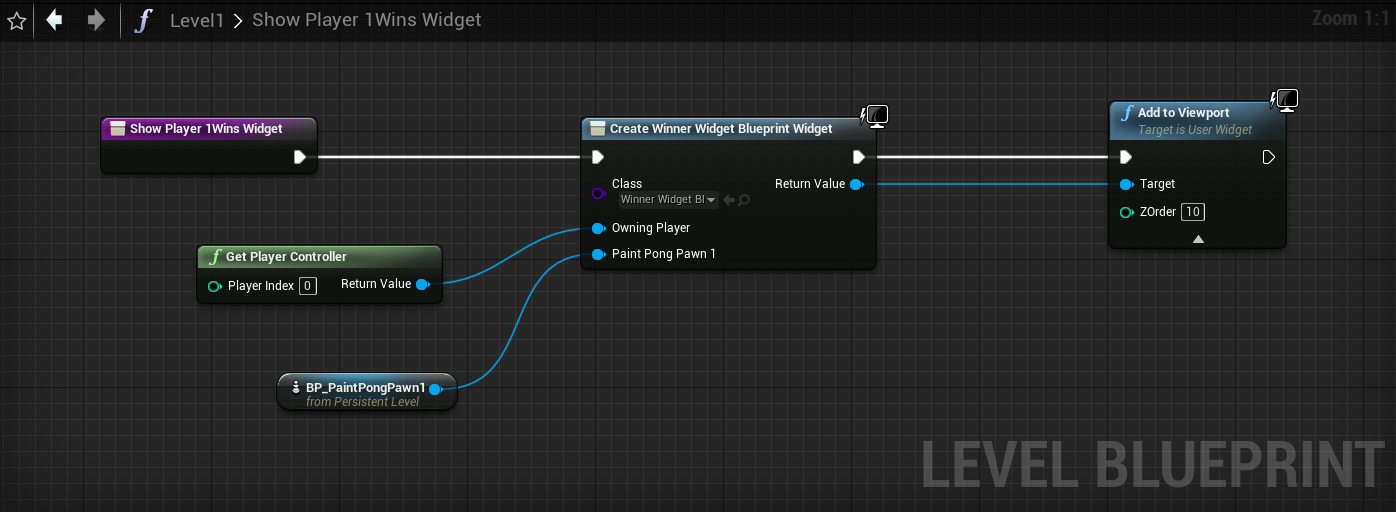 Level1 > Show Player 1Wins Widget
Zoom 1:1
Show Player 1Wins Widget
Create Winner Widget Blueprint Widget
Class
Winner Widget Bl
Return Value
Owning Player
Paint Pong Pawn 1
f Add to Viewport
Target is User Widget
Target
ZOrder 10
f Get Player Controller
Player Index 0
Return Value
BP_PaintPongPawn1
from Persistent Level
LEVEL BLUEPRINT